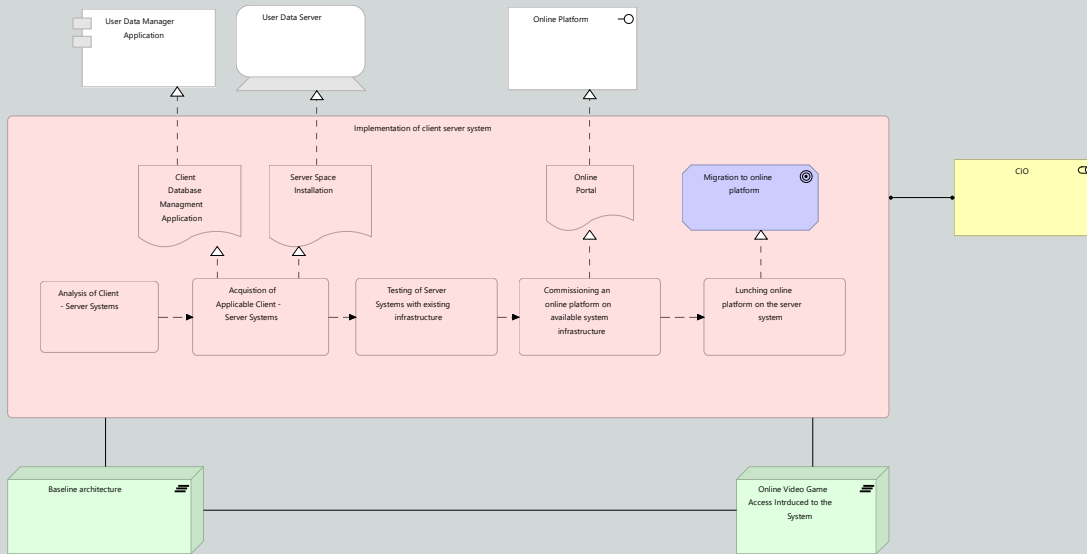 User Data Manager
Application
User Data Server
Online Platform
Implementation of client server system
Client
Database
Managment
Application
Server Space
Installation
Online
Portal
Migration to online
platform
CIO
Analysis of Client
- Server Systems
Acquistion of
Applicable Client -
Server Systems
Testing of Server
Systems with existing
infrastructure
Commissioning an
online platform on
available system
infrastructure
Lunching online
platform on the server
system
Baseline architecture
Online Video Game
Access Intrduced to the
System